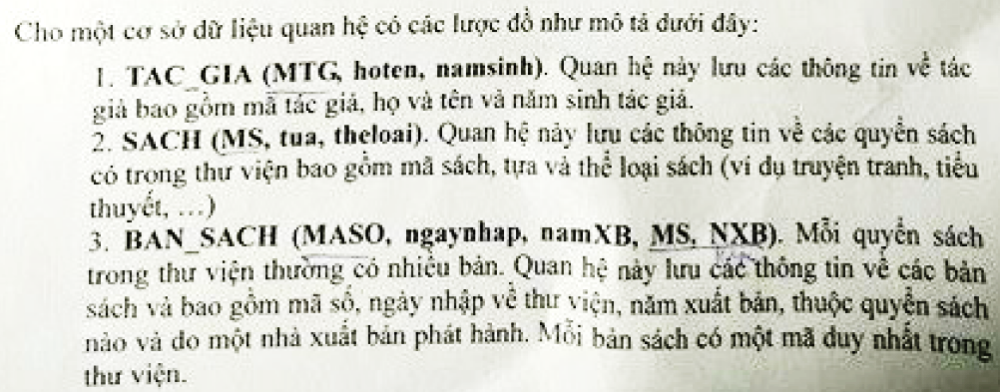 Cho một cơ sở dữ liệu quan hệ có các lược đồ như mô tả dưới đây:
1. TAC_GIA (MTG, hoten, namsinh). Quan hệ này lưu các thông tin về tác
giả bao gồm mã tác giả, họ và tên và năm sinh tác giả.
2. SACH (MS, tua, theloai). Quan hệ này lưu các thông tin về các quyển sách
có trong thư viện bao gồm mã sách, tựa và thể loại sách (ví dụ truyện tranh, tiểu
thuyết, …)
3. BAN_SACH (MASO, ngaynhap, namXB, MS, NXB). Mỗi quyển sách
trong thư viện thường có nhiều bản. Quan hệ này lưu các thông tin về các bản
sách và bao gồm mã số, ngày nhập về thư viện, năm xuất bản, thuộc quyển sách
nào và do một nhà xuất bản phát hành. Mỗi bản sách có một mã duy nhất trong
thư viện.